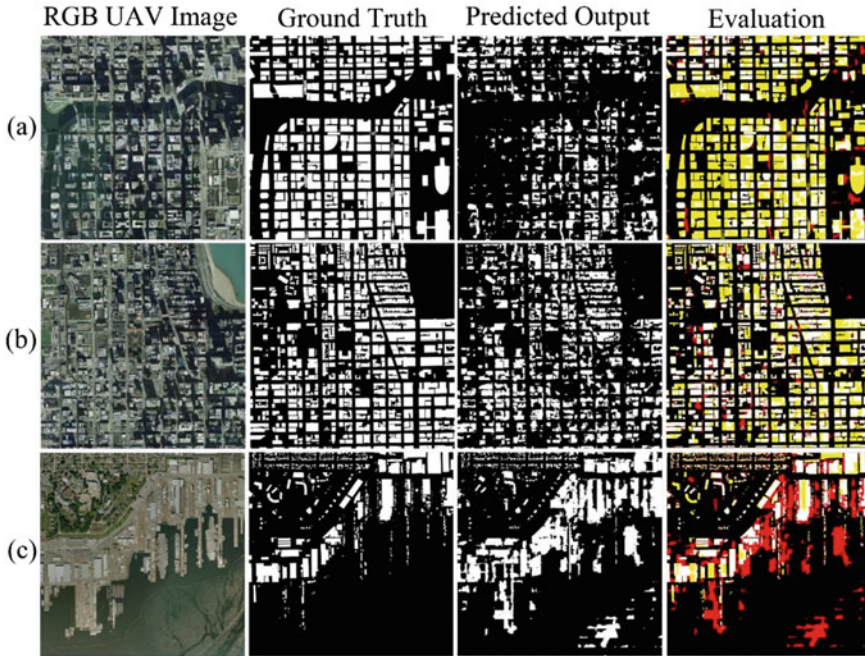 RGB UAV Image Ground Truth Predicted Output Evaluation
(a)
(b)
(c)